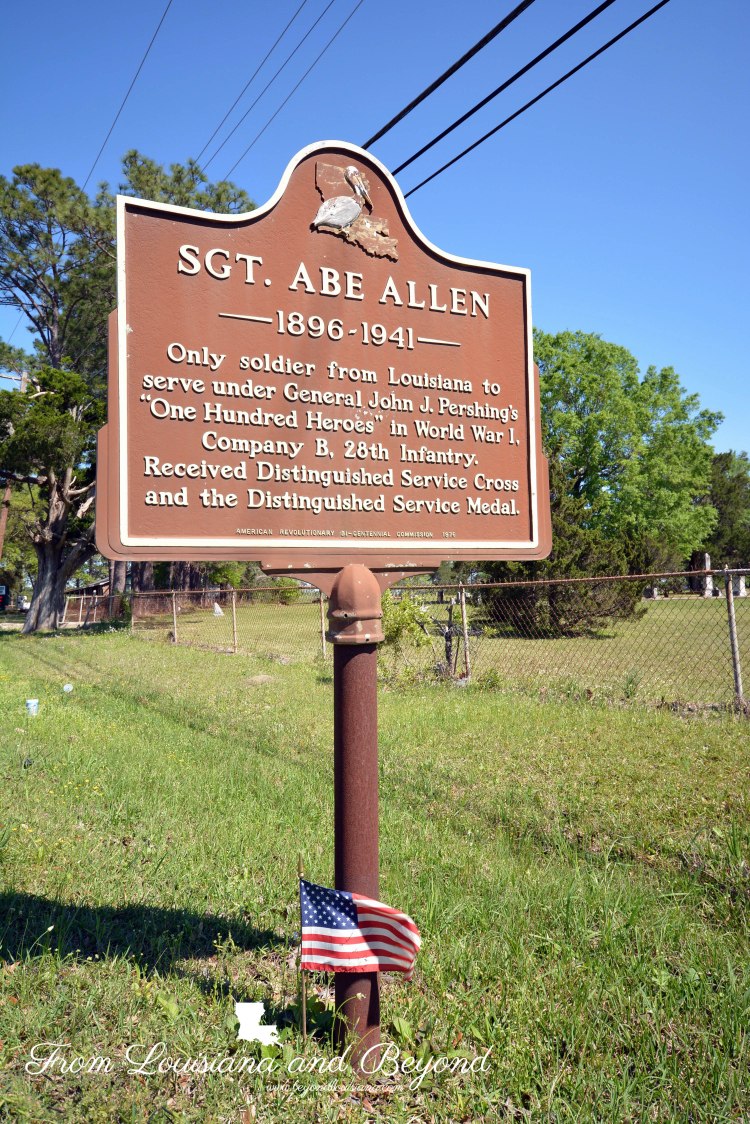 SGT. ABE ALLEN
1896-1941
Only soldier from Louisiana to
serve under General John J. Pershing's
"One Hundred Heroes" in World War I.
Company B, 28th Infantry.
Received Distinguished Service Cross
and the Distinguished Service Medal.
AMERICAN REVOLUTIONARY BI-CENTENNIAL COMMISSION 1976
From Louisiana and Beyond